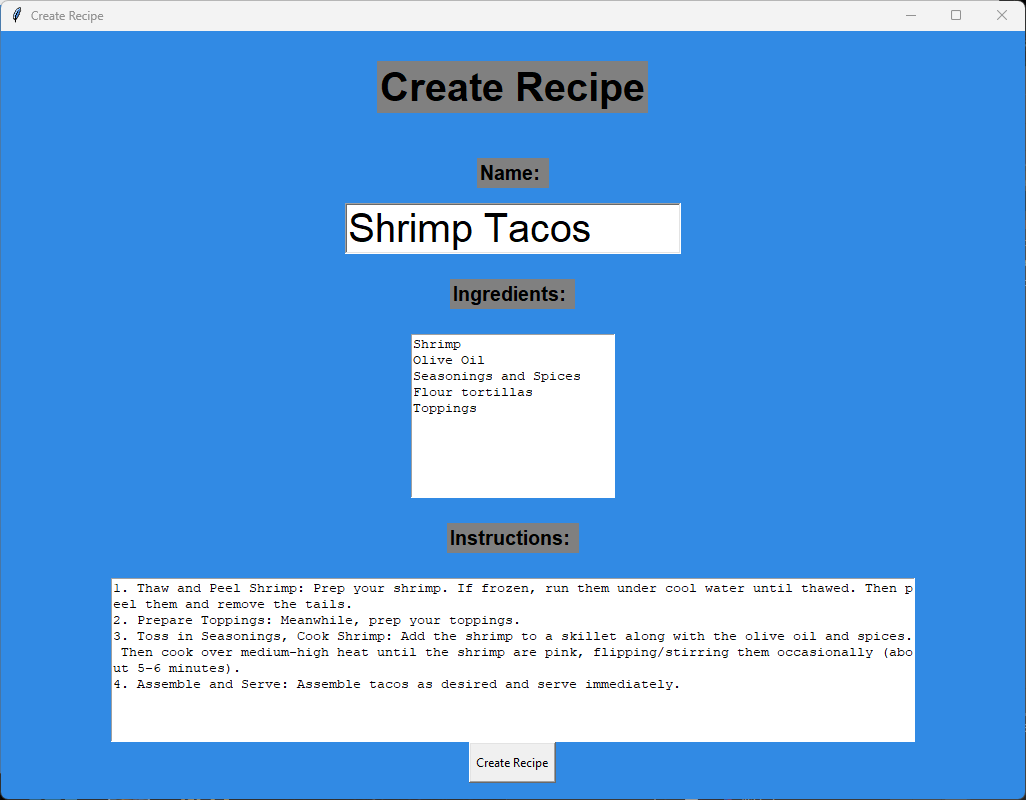 Create Recipe
Create Recipe
Name:
Shrimp Tacos
Ingredients:
Shrimp
Olive Oil
Seasonings and Spices
Flour tortillas
Toppings
Instructions:
1. Thaw and Peel Shrimp: Prep your shrimp. If frozen, run them under cool water until thawed. Then p
eel them and remove the tails.
2. Prepare Toppings: Meanwhile, prep your toppings.
3. Toss in Seasonings, Cook Shrimp: Add the shrimp to a skillet along with the olive oil and spices.
Then cook over medium-high heat until the shrimp are pink, flipping/stirring them occasionally (abo
ut 5-6 minutes).
4. Assemble and Serve: Assemble tacos as desired and serve immediately.
Create Recipe